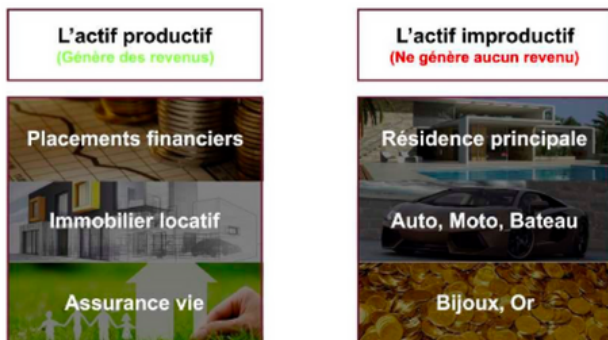 L'actif productif
(Génère des revenus)
Placements financiers
Immobilier locatif
Assurance vie
L'actif improductif
(Ne génère aucun revenu)
Résidence principale
Auto, Moto, Bateau
Bijoux, Or